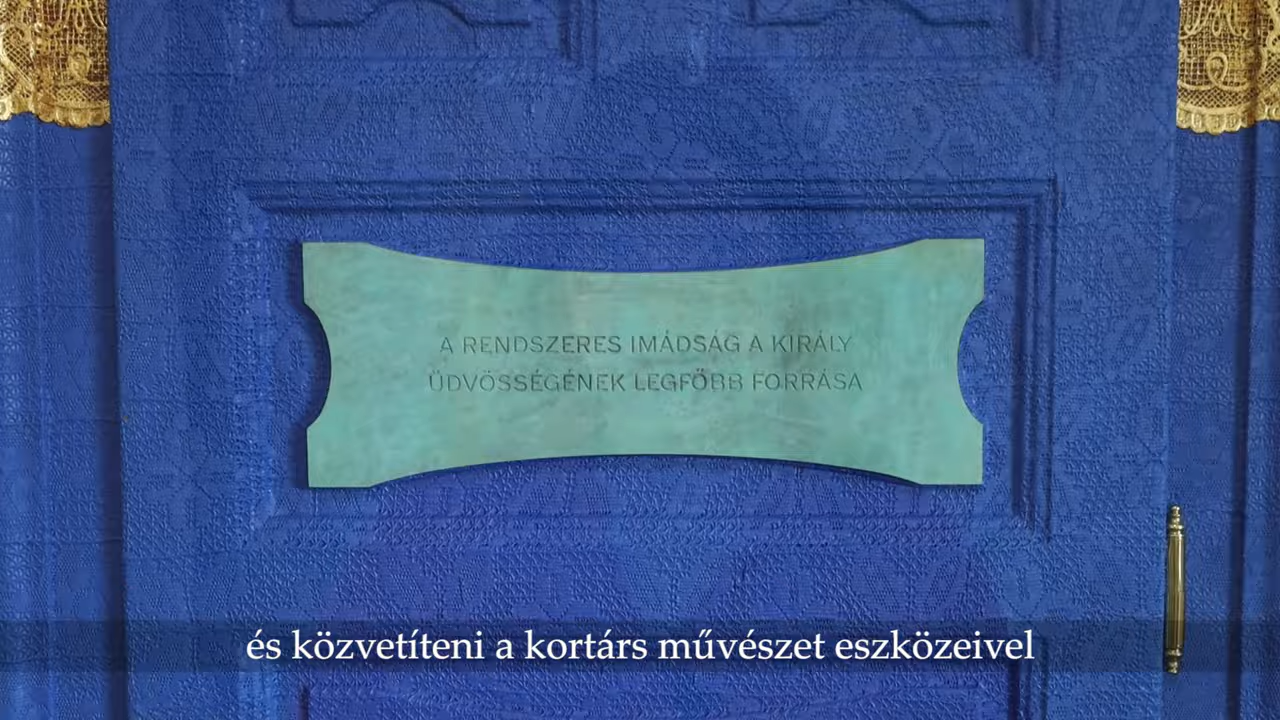 A RENDSZERES IMÁDSÁG A KIRÁLY
ÜDVÖSSÉGÉNEK LEGFŐBB FORRÁSA
és közvetíteni a kortárs művészet eszközeivel